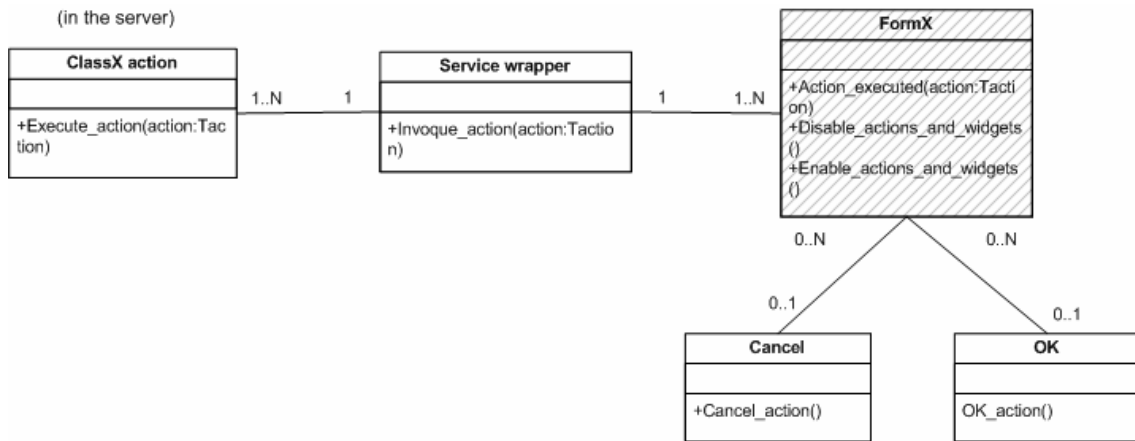 (in the server)
ClassX action
+Execute_action(action:Tac
tion)
1..N
1
Service wrapper
+Invoque_action(action:Tactio
n)
1
1..N
FormX
+Action_executed(action:Tacti
on)
+Disable_actions_and_widgets
()
+Enable_actions_and_widgets
()
0..N
0..N
0..1
0..1
Cancel
+Cancel_action()
OK
OK_action()